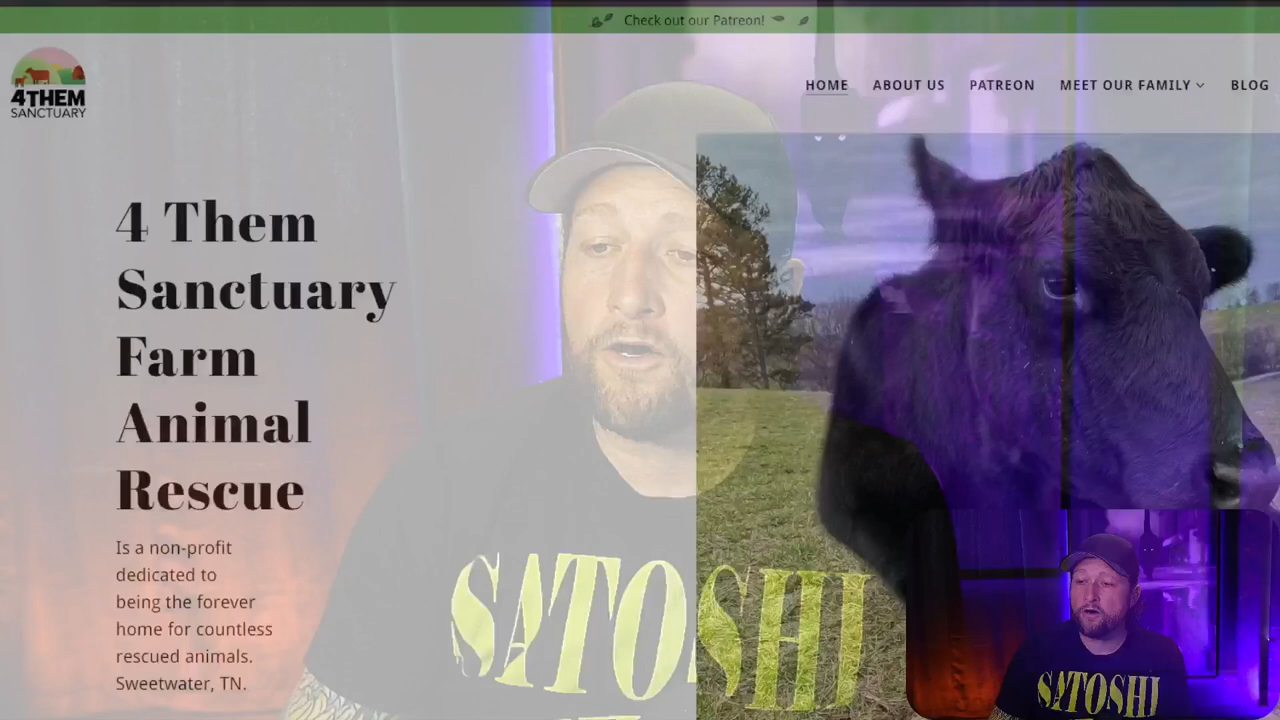 Check out our Patreon!
4THEM
SANCTUARY
HOME
ABOUT US
PATREON
MEET OUR FAMILY
BLOG
4 Them
Sanctuary
Farm
Animal
Rescue
Is a non-profit
dedicated to
being the forever
home for countless
rescued animals.
Sweetwater, TN.
SATOSHI
SATOSHI